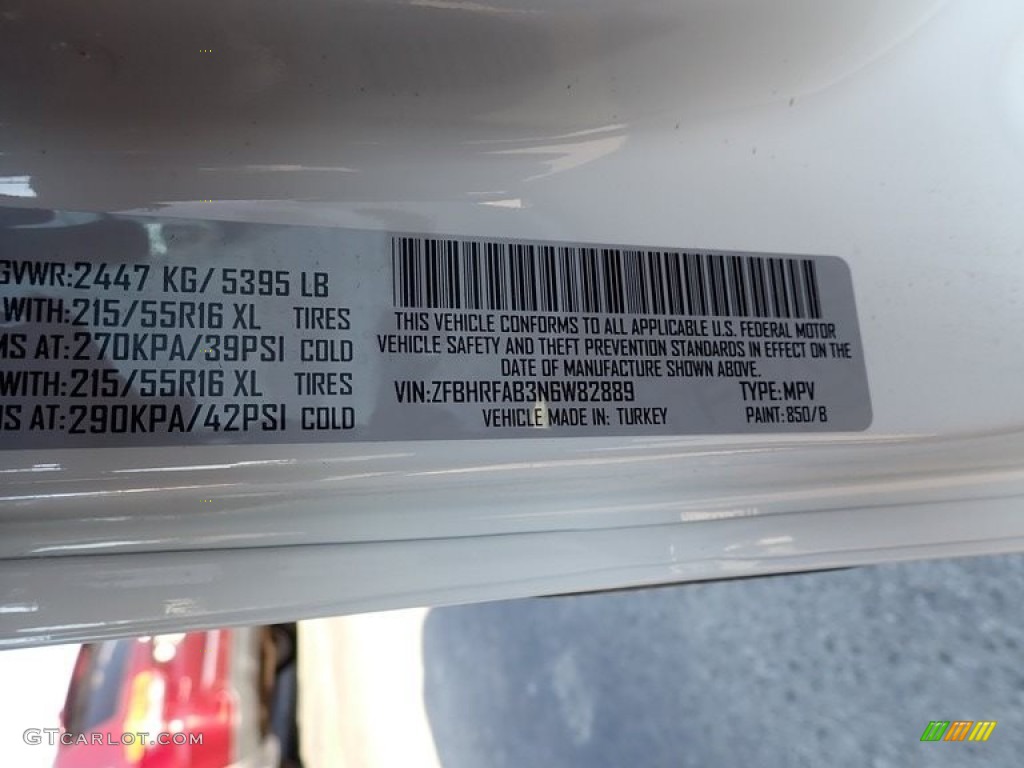 GVWR:2447 KG/ 5395 LB
WITH:215/55R16 XL TIRES
MS AT:270KPA/39PSI COLD
WITH:215/55R16 XL TIRES
MS AT:290KPA/42PSI COLD
THIS VEHICLE CONFORMS TO ALL APPLICABLE U.S. FEDERAL MOTOR
VEHICLE SAFETY AND THEFT PREVENTION STANDARDS IN EFFECT ON THE
DATE OF MANUFACTURE SHOWN ABOVE.
VIN:ZFBHRFAB3N6W82889 TYPE:MPV
VEHICLE MADE IN: TURKEY PAINT:850/B
GTCARLOT.COM